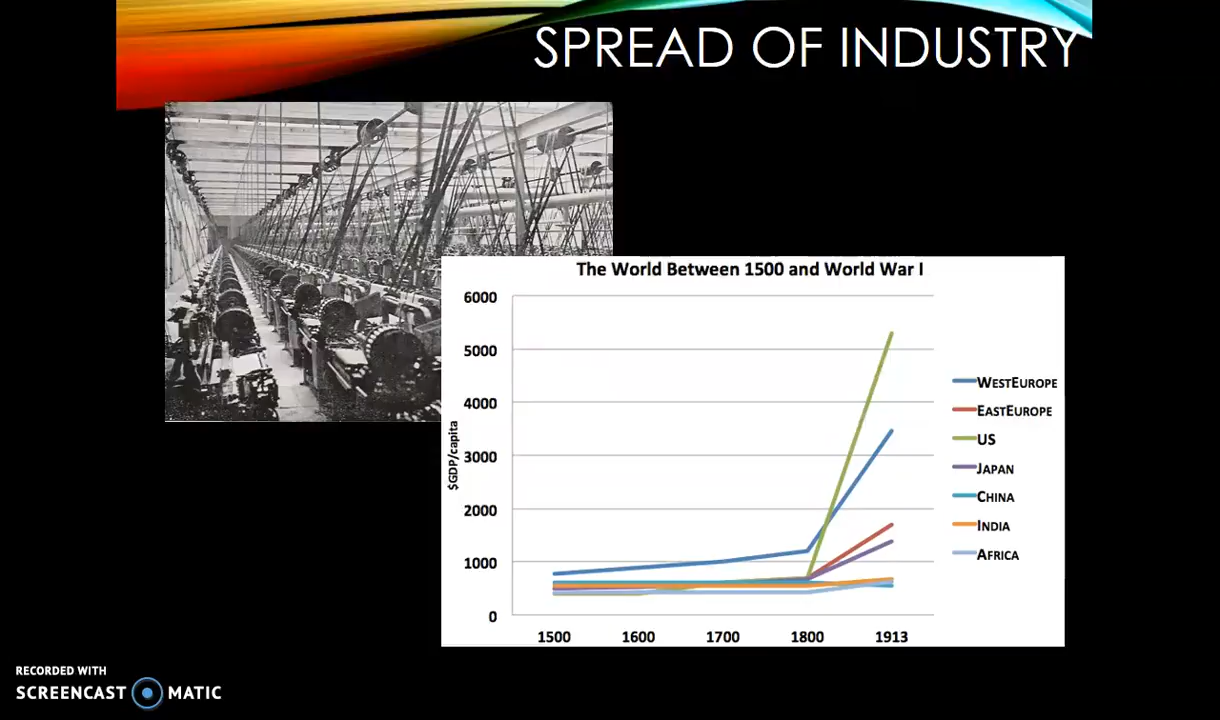 SPREAD OF INDUSTRY
The World Between 1500 and World War I
$GDP/capita
6000
5000
4000
3000
2000
1000
0
1500 1600 1700 1800 1913
WESTEUROPE
EASTEUROPE
US
JAPAN
CHINA
INDIA
AFRICA
RECORDED WITH
SCREENCAST MATIC